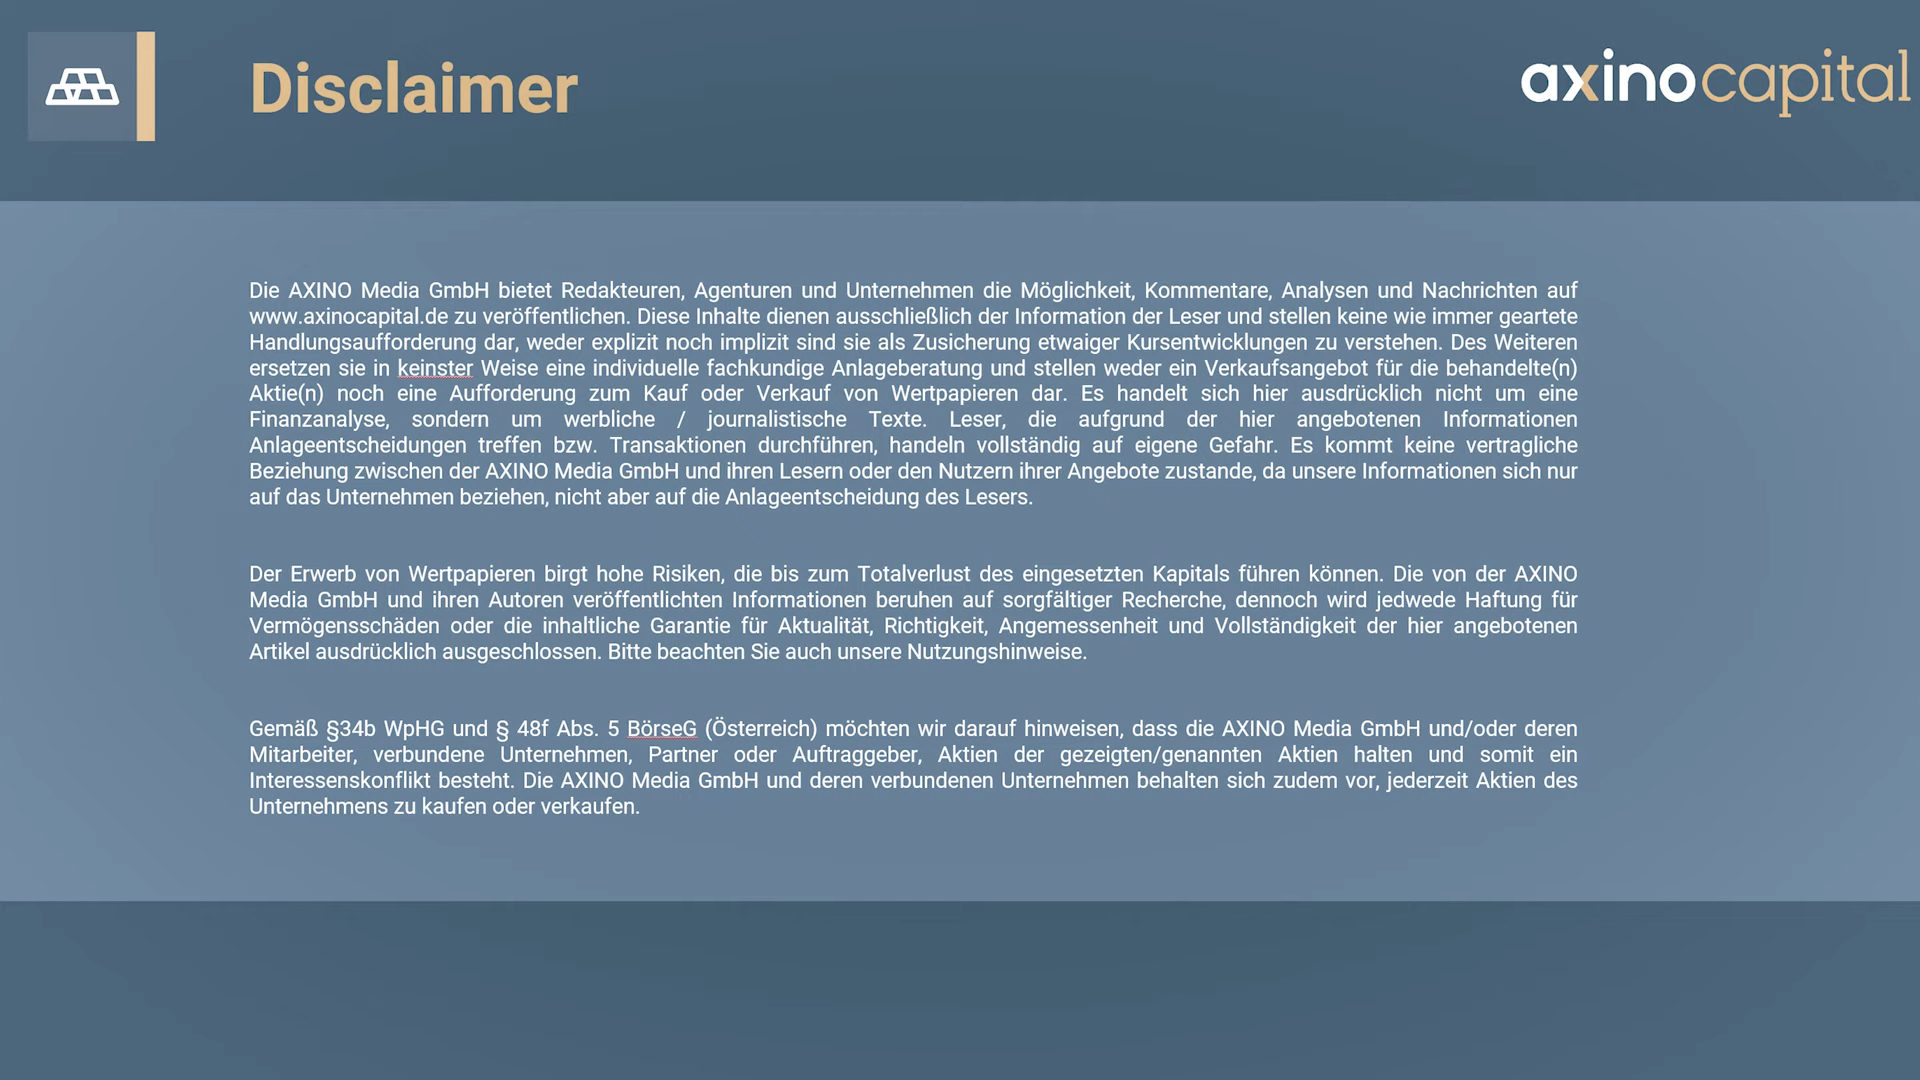 Disclaimer
axinocapital
Die AXINO Media GmbH bietet Redakteuren, Agenturen und Unternehmen die Möglichkeit, Kommentare, Analysen und Nachrichten auf
www.axinocapital.de zu veröffentlichen. Diese Inhalte dienen ausschließlich der Information der Leser und stellen keine wie immer geartete
Handlungsaufforderung dar, weder explizit noch implizit sind sie als Zusicherung etwaiger Kursentwicklungen zu verstehen. Des Weiteren
ersetzen sie in keinster Weise eine individuelle fachkundige Anlageberatung und stellen weder ein Verkaufsangebot für die behandelte(n)
Aktie(n) noch eine Aufforderung zum Kauf oder Verkauf von Wertpapieren dar. Es handelt sich hier ausdrücklich nicht um eine
Finanzanalyse, sondern um werbliche / journalistische Texte. Leser, die aufgrund der hier angebotenen Informationen
Anlageentscheidungen treffen bzw. Transaktionen durchführen, handeln vollständig auf eigene Gefahr. Es kommt keine vertragliche
Beziehung zwischen der AXINO Media GmbH und ihren Lesern oder den Nutzern ihrer Angebote zustande, da unsere Informationen sich nur
auf das Unternehmen beziehen, nicht aber auf die Anlageentscheidung des Lesers.
Der Erwerb von Wertpapieren birgt hohe Risiken, die bis zum Totalverlust des eingesetzten Kapitals führen können. Die von der AXINO
Media GmbH und ihren Autoren veröffentlichten Informationen beruhen auf sorgfältiger Recherche, dennoch wird jedwede Haftung für
Vermögensschäden oder die inhaltliche Garantie für Aktualität, Richtigkeit, Angemessenheit und Vollständigkeit der hier angebotenen
Artikel ausdrücklich ausgeschlossen. Bitte beachten Sie auch unsere Nutzungshinweise.
Gemäß §34b WpHG und § 48f Abs. 5 BörseG (Österreich) möchten wir darauf hinweisen, dass die AXINO Media GmbH und/oder deren
Mitarbeiter, verbundene Unternehmen, Partner oder Auftraggeber, Aktien der gezeigten/genannten Aktien halten und somit ein
Interessenskonflikt besteht. Die AXINO Media GmbH und deren verbundenen Unternehmen behalten sich zudem vor, jederzeit Aktien des
Unternehmens zu kaufen oder verkaufen.